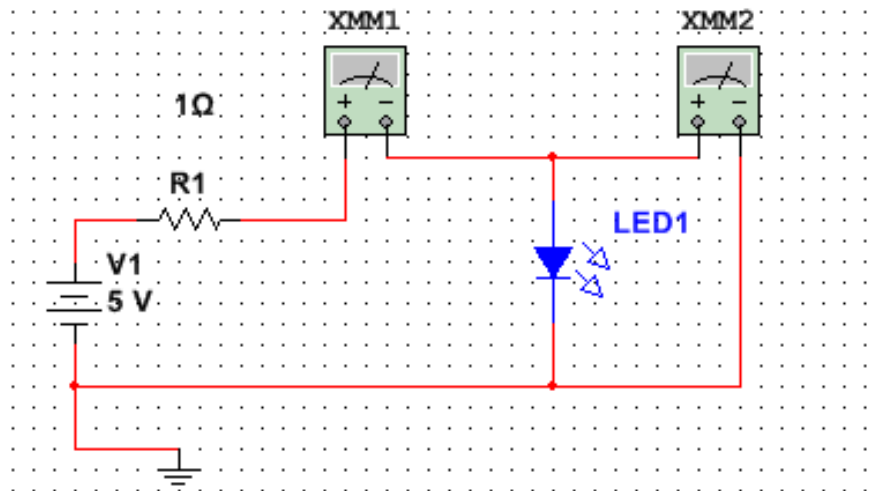 XMM1
XMM2
+ −
+ −
1Ω
R1
LED1
V1
5 V